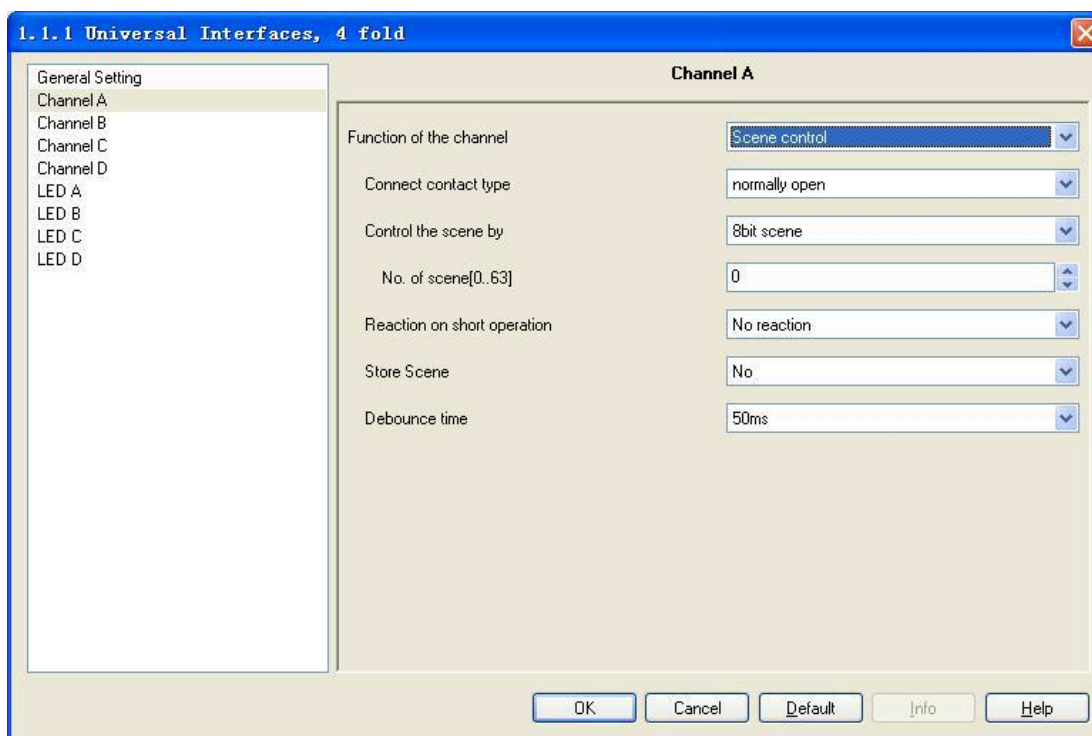 1.1.1 Universal Interfaces, 4 fold
General Setting
Channel A
Channel B
Channel C
Channel D
LED A
LED B
LED C
LED D
Channel A
Function of the channel Scene control
Connect contact type normally open
Control the scene by 8bit scene
No. of scene[0..63] 0
Reaction on short operation No reaction
Store Scene No
Debounce time 50ms
OK Cancel Default Info Help